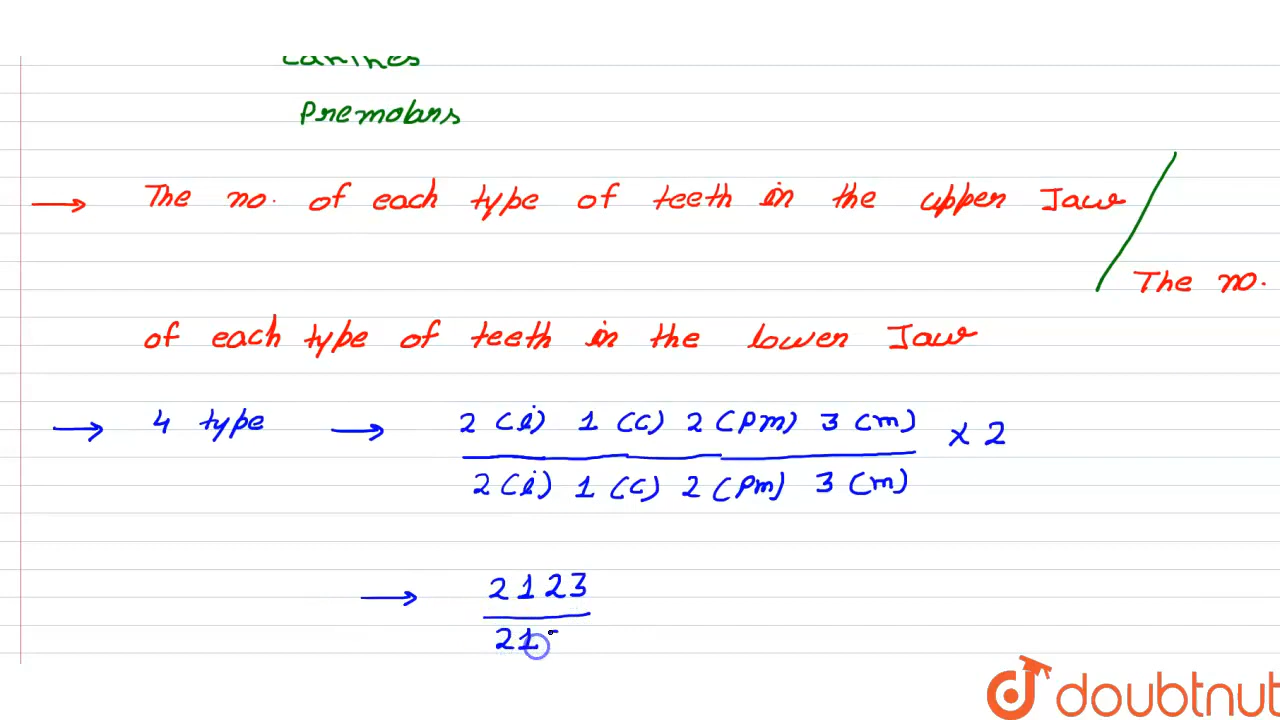 Canines
Premolars
→ The no. of each type of teeth in the upper Jaw
The no.
of each type of teeth in the lower Jaw
→ 4 type → 2 (i) 1 (C) 2 (Pm) 3 (m) × 2
2 (i) 1 (C) 2 (Pm) 3 (m)
→ 2123
21
doubtnut